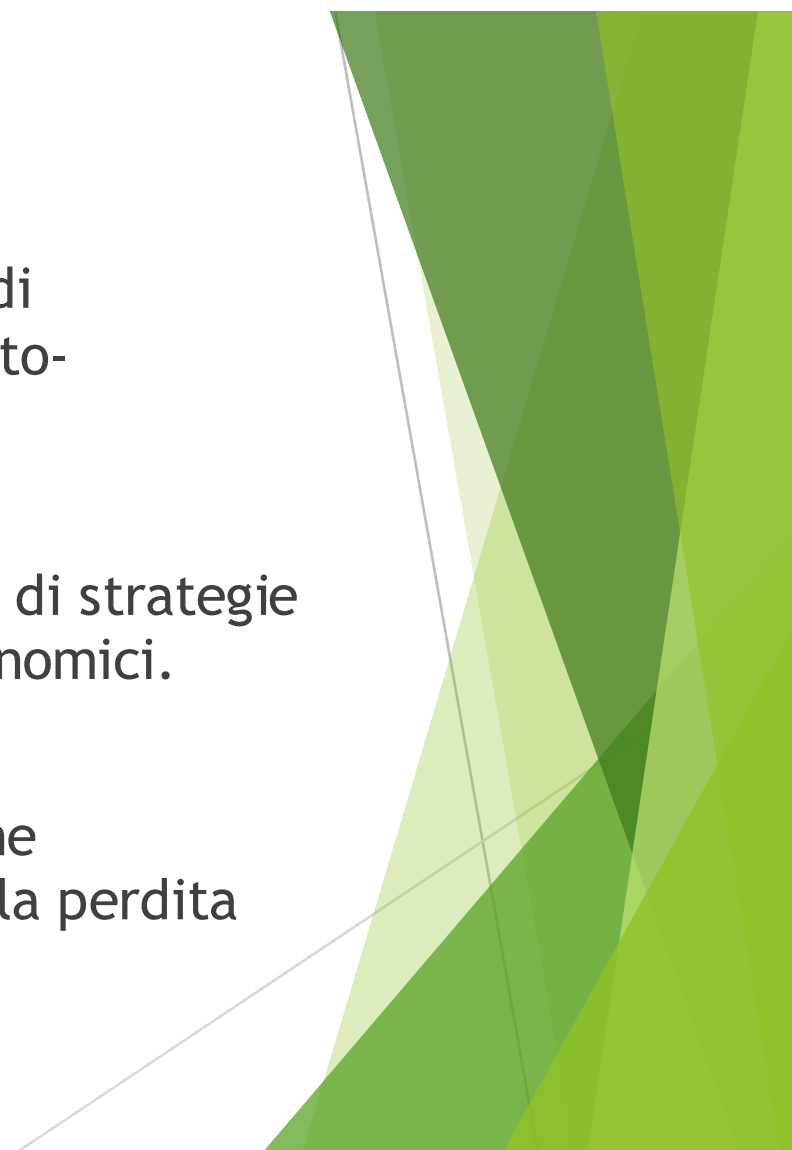 di
to-
di strategie
nomici.
ne
la perdita